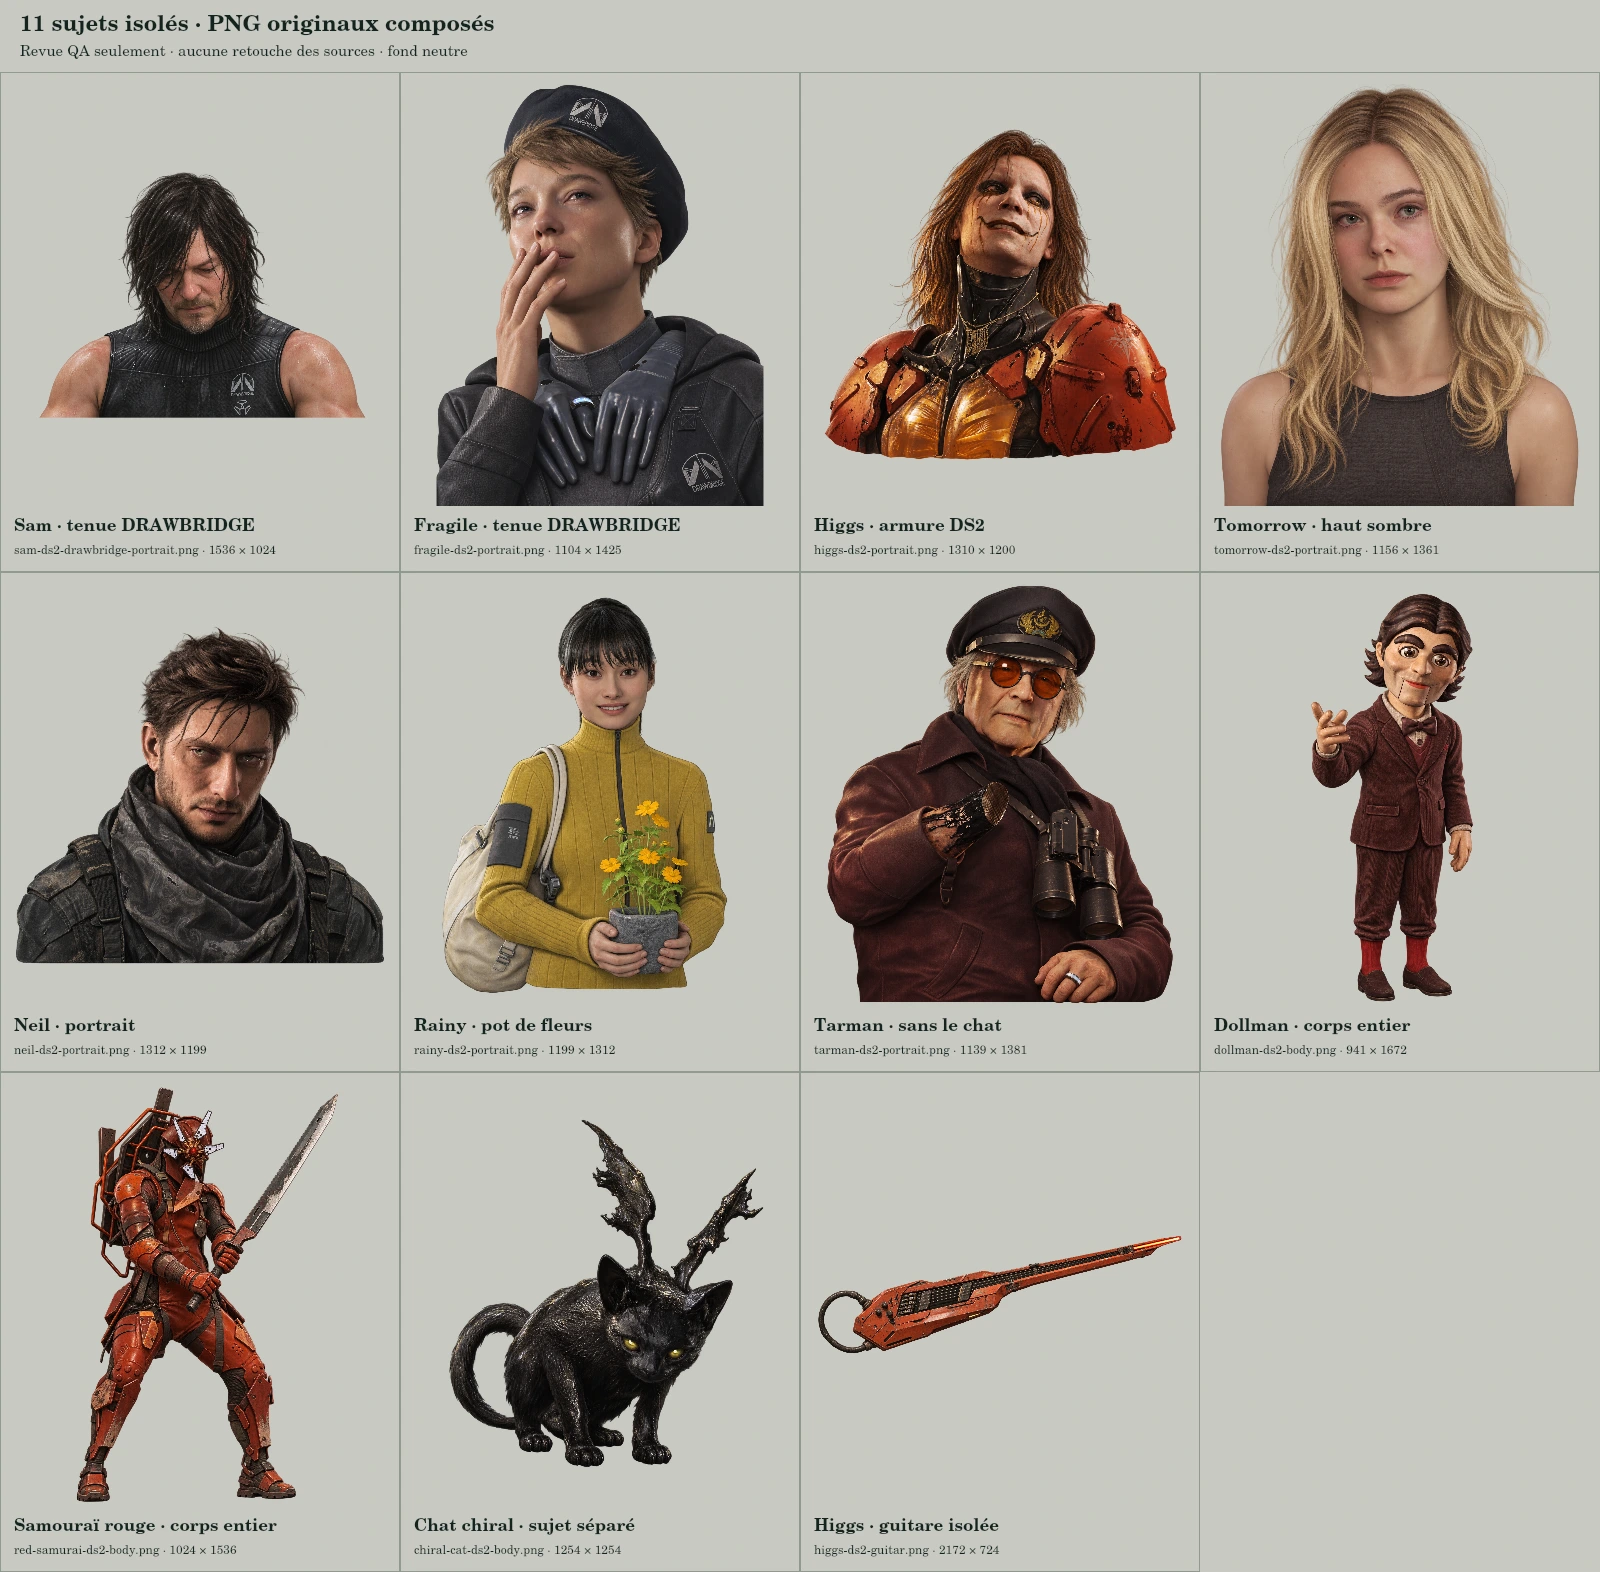 11 sujets isolés · PNG originaux composés
Revue QA seulement · aucune retouche des sources · fond neutre
DRAWBRIDGE
Sam · tenue DRAWBRIDGE
sam-ds2-drawbridge-portrait.png · 1536 × 1024
Fragile · tenue DRAWBRIDGE
fragile-ds2-portrait.png · 1104 × 1425
Higgs · armure DS2
higgs-ds2-portrait.png · 1310 × 1200
Tomorrow · haut sombre
tomorrow-ds2-portrait.png · 1156 × 1361
Neil · portrait
neil-ds2-portrait.png · 1312 × 1199
Rainy · pot de fleurs
rainy-ds2-portrait.png · 1199 × 1312
Tarman · sans le chat
tarman-ds2-portrait.png · 1139 × 1381
Dollman · corps entier
dollman-ds2-body.png · 941 × 1672
Samouraï rouge · corps entier
red-samurai-ds2-body.png · 1024 × 1536
Chat chiral · sujet séparé
chiral-cat-ds2-body.png · 1254 × 1254
Higgs · guitare isolée
higgs-ds2-guitar.png · 2172 × 724